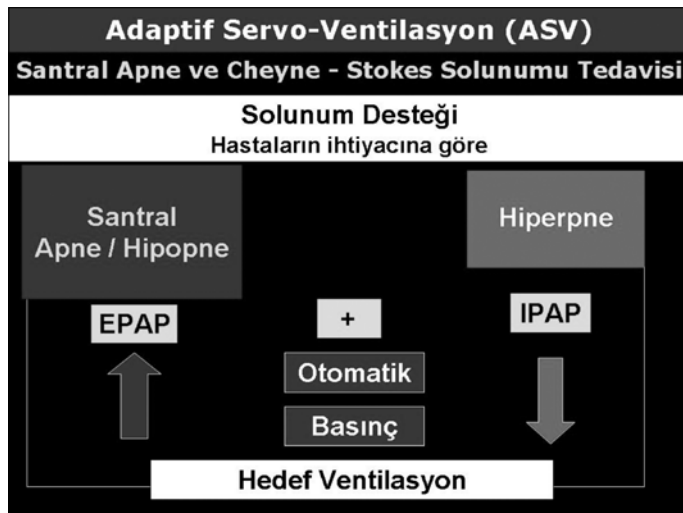 Adaptif Servo-Ventilasyon (ASV)
Santral Apne ve Cheyne - Stokes Solunumu Tedavisi
Solunum Desteği
Hastaların ihtiyacına göre
Santral
Apne / Hipopne
Hiperpne
EPAP
+
IPAP
Otomatik
Basınç
Hedef Ventilasyon